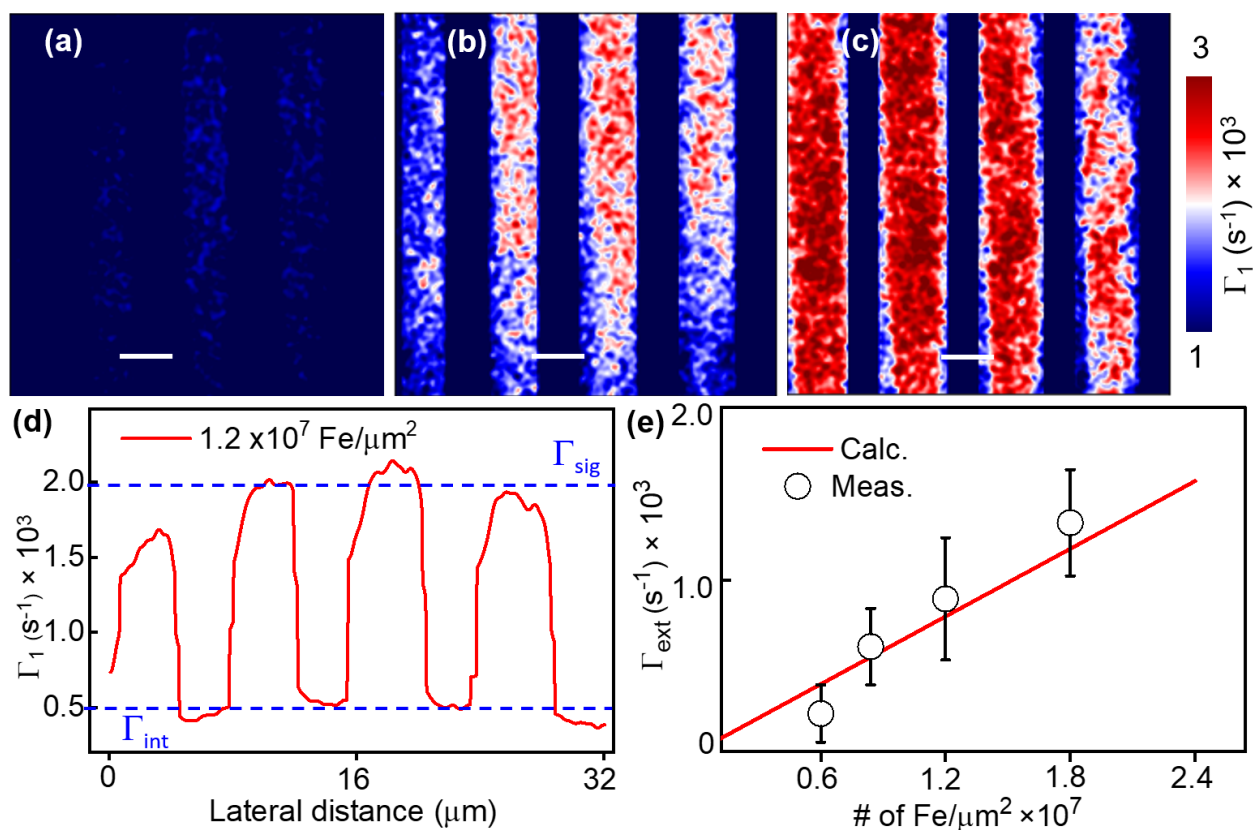 (a)
(b)
(c)
3
1
Γ₁ (s⁻¹) × 10³
(d)
1.2 x10⁷ Fe/μm²
Γsig
Γint
2.0
1.5
1.0
0.5
Γ₁ (s⁻¹) × 10³
0
16
32
Lateral distance (μm)
(e)
Calc.
Meas.
2.0
1.0
0
Γext (s⁻¹) × 10³
0.6
1.2
1.8
2.4
# of Fe/μm² ×10⁷